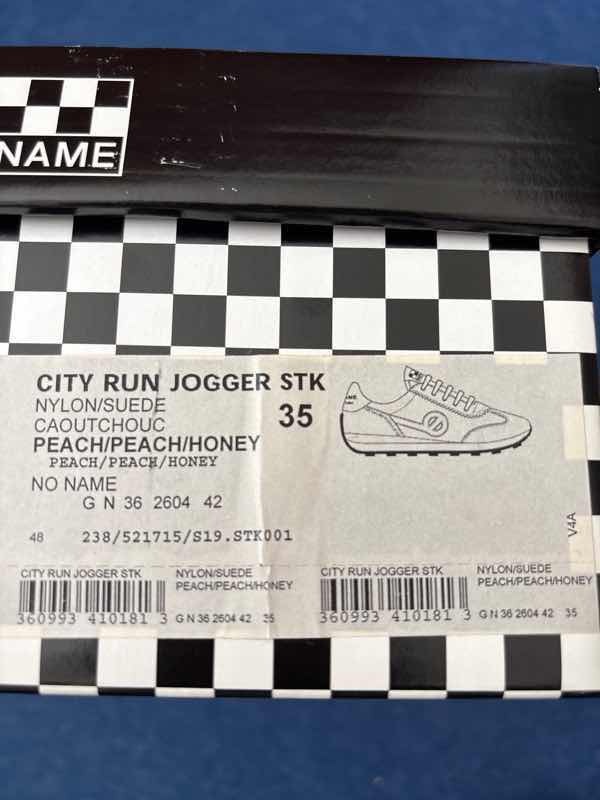 NAME
CITY RUN JOGGER STK
NYLON/SUEDE
CAOUTCHOUC
35
PEACH/PEACH/HONEY
PEACH/PEACH/HONEY
NO NAME
G N 36 2604 42
48 238/521715/S19.STK001
V4A
CITY RUN JOGGER STK
NYLON/SUEDE
PEACH/PEACH/HONEY
360993 410181 3
G N 36 2604 42 35
CITY RUN JOGGER STK
NYLON/SUEDE
PEACH/PEACH/HONEY
360993 410181 3
G N 36 2604 42 35